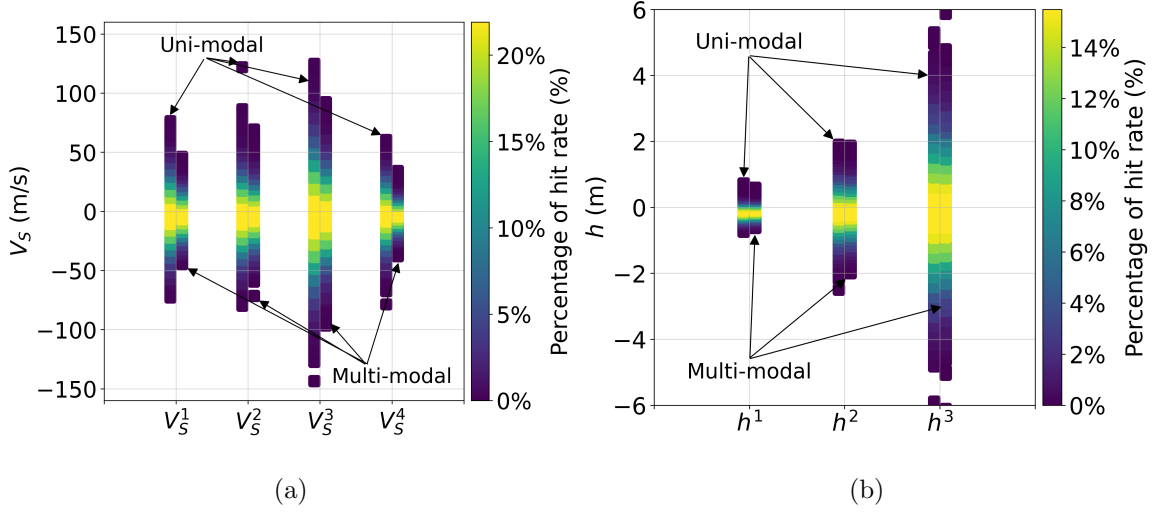 150
100
50
0
−50
−100
−150
V_S (m/s)
Uni-modal
Multi-modal
V_S^1
V_S^2
V_S^3
V_S^4
20%
15%
10%
5%
0%
Percentage of hit rate (%)
(a)
6
4
2
0
−2
−4
−6
h (m)
Uni-modal
Multi-modal
h^1
h^2
h^3
14%
12%
10%
8%
6%
4%
2%
0%
Percentage of hit rate (%)
(b)